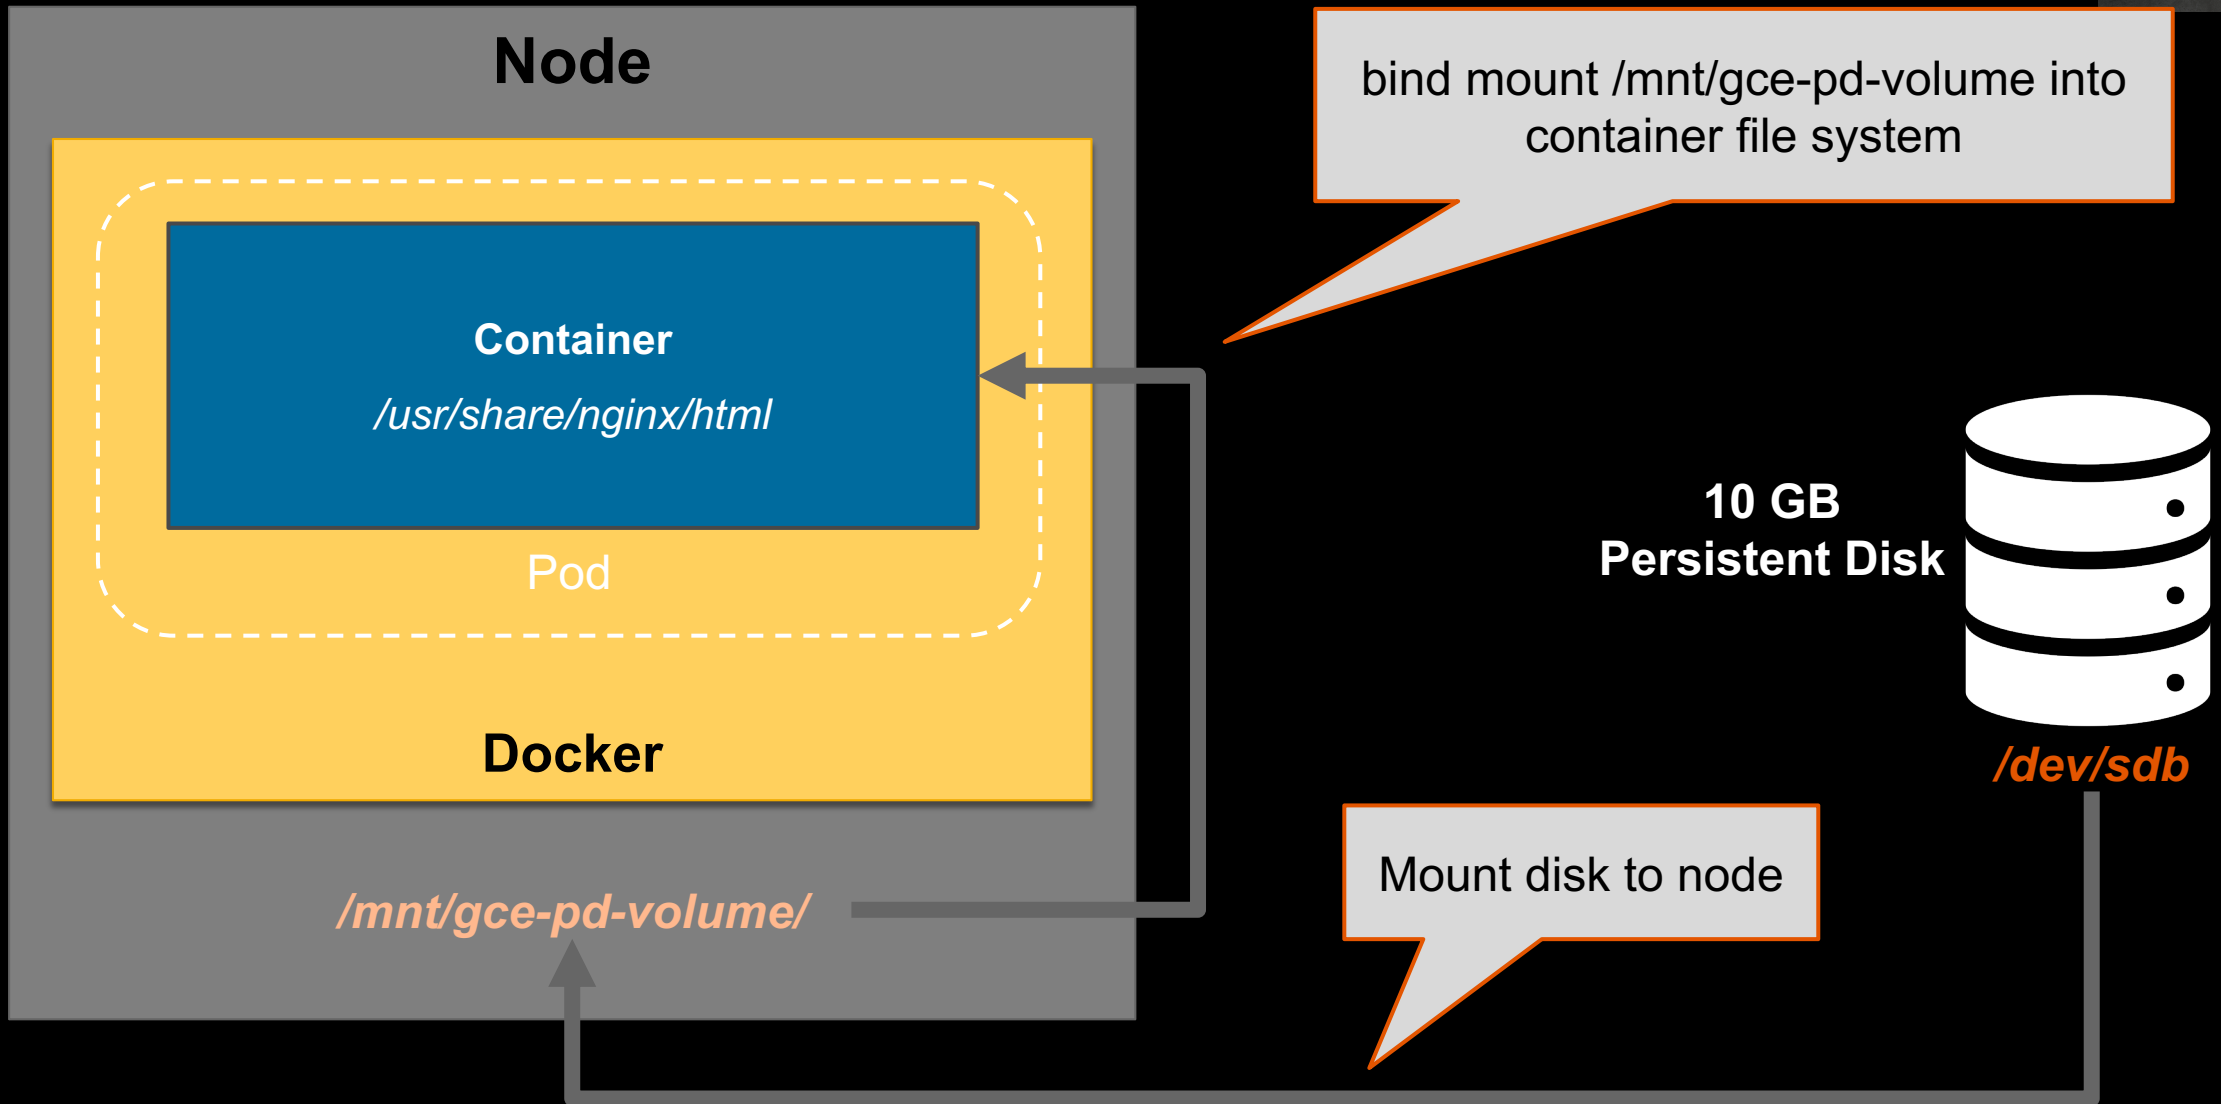 Node
bind mount /mnt/gce-pd-volume into
container file system
Container
/usr/share/nginx/html
Pod
Docker
10 GB
Persistent Disk
/dev/sdb
Mount disk to node
/mnt/gce-pd-volume/